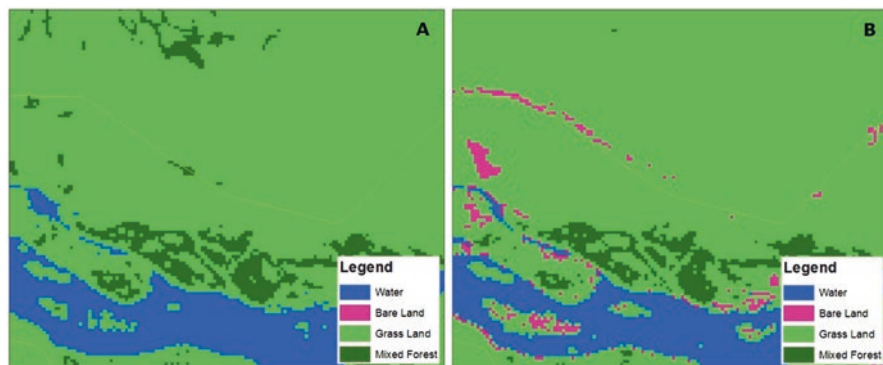 A
Legend
Water
Bare Land
Grass Land
Mixed Forest
B
Legend
Water
Bare Land
Grass Land
Mixed Forest